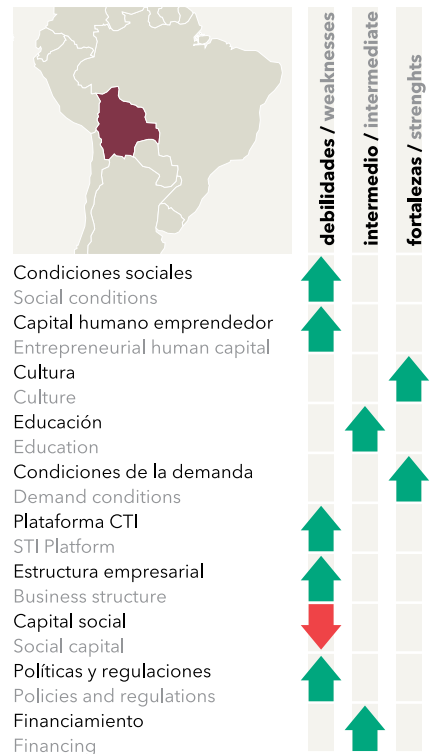 debilidades / weaknesses
intermedio / intermediate
fortalezas / strenghts
Condiciones sociales
Social conditions
Capital humano emprendedor
Entrepreneurial human capital
Cultura
Culture
Educación
Education
Condiciones de la demanda
Demand conditions
Plataforma CTI
STI Platform
Estructura empresarial
Business structure
Capital social
Social capital
Políticas y regulaciones
Policies and regulations
Financiamiento
Financing